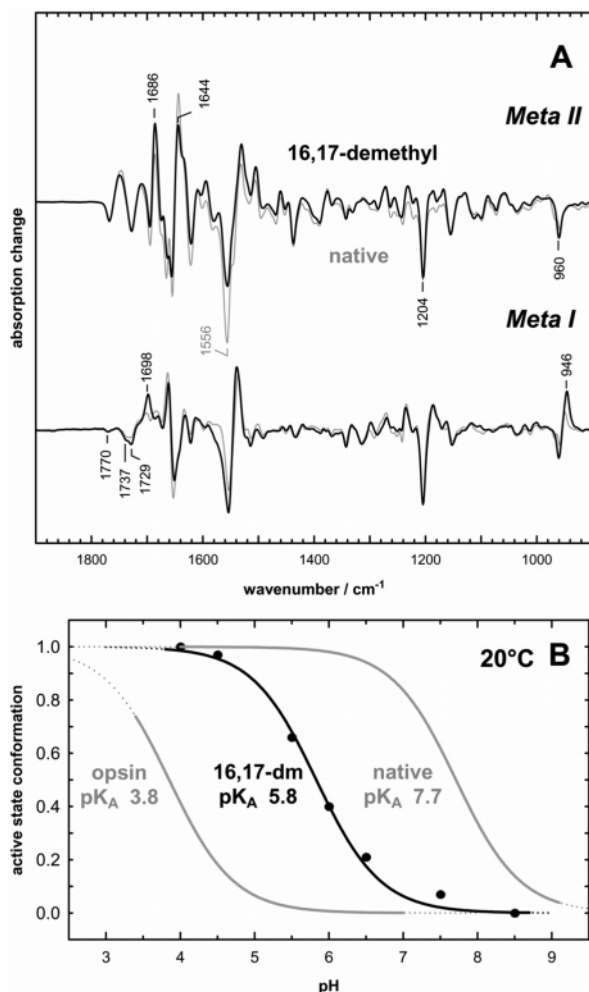 A
1686
1644
Meta II
16,17-demethyl
native
absorption change
1204
960
1556
Meta I
1698
946
1770
1737
1729
1800 1600 1400 1200 1000
wavenumber / cm-1
20°C B
1.0
0.8
0.6
0.4
0.2
0.0
active state conformation
opsin 16,17-dm native
pKA 3.8 pKA 5.8 pKA 7.7
3 4 5 6 7 8 9
pH